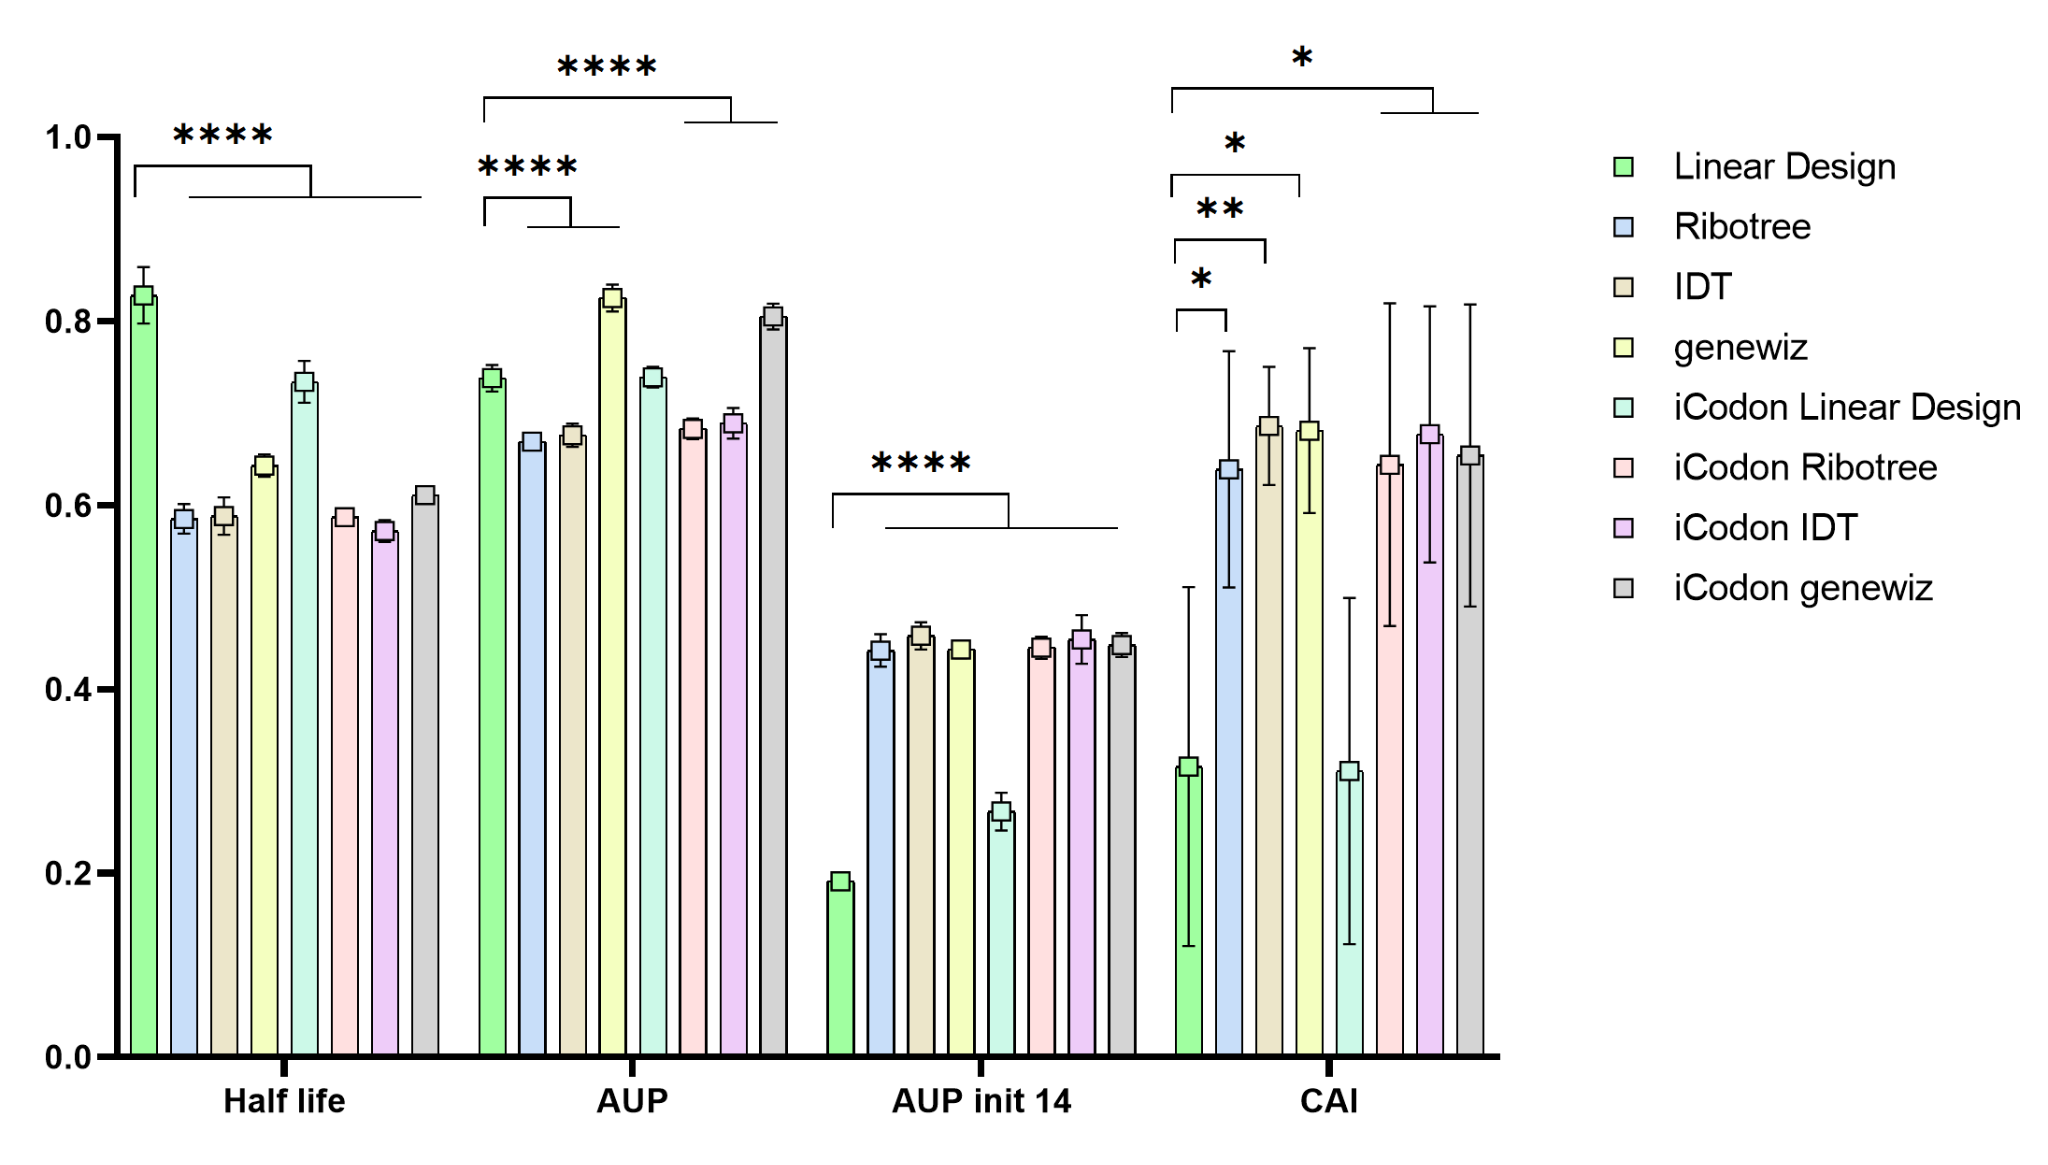 *
****
****
*
****
**
*
****
1.0
0.8
0.6
0.4
0.2
0.0
Half life
AUP
AUP init 14
CAI
Linear Design
Ribotree
IDT
genewiz
iCodon Linear Design
iCodon Ribotree
iCodon IDT
iCodon genewiz